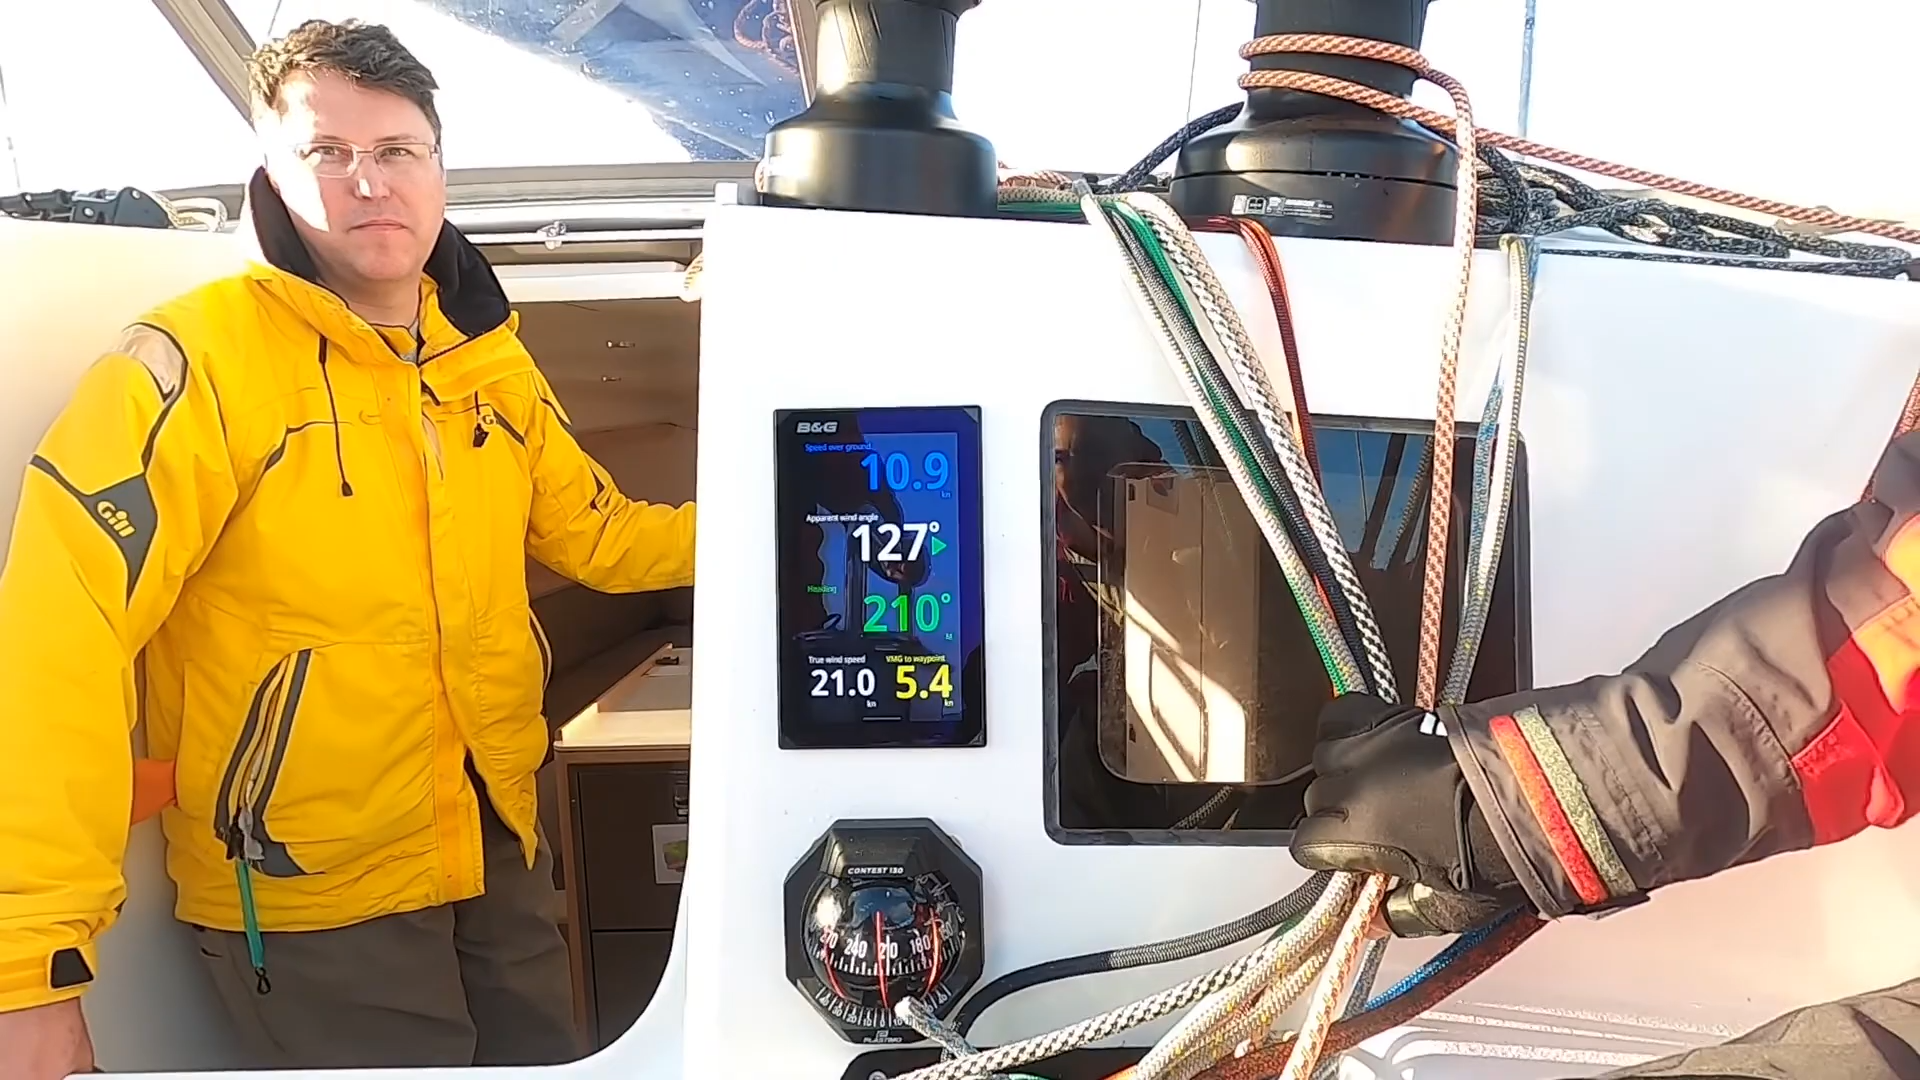 B&G
Speed over ground
10.9
kn
Apparent wind angle
127°
Heading
210°
M
True wind speed
21.0
kn
VMG to waypoint
5.4
kn
Gill
G
CONTEST 130
270 240 210 180
PLASTIMO